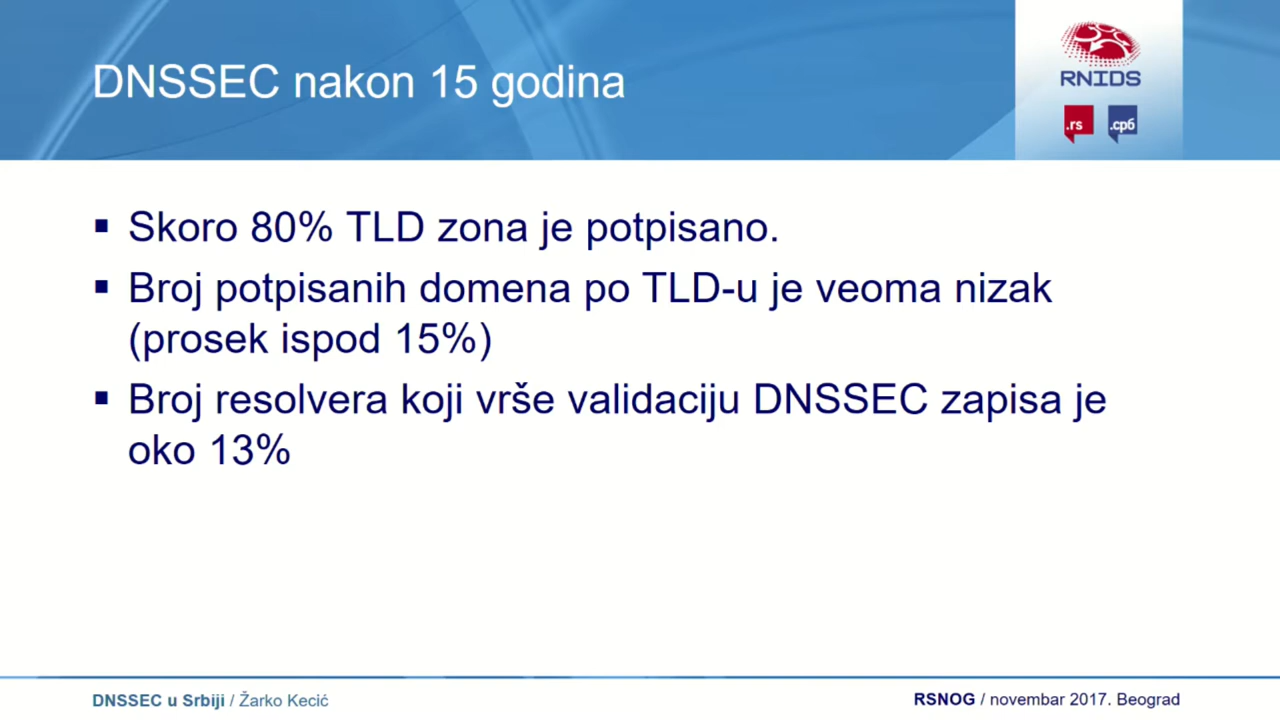 DNSSEC nakon 15 godina
RNIDS
.rs
.срб
▪ Skoro 80% TLD zona je potpisano.
▪ Broj potpisanih domena po TLD-u je veoma nizak
(prosek ispod 15%)
▪ Broj resolvera koji vrše validaciju DNSSEC zapisa je
oko 13%
DNSSEC u Srbiji / Žarko Kecić
RSNOG / novembar 2017. Beograd